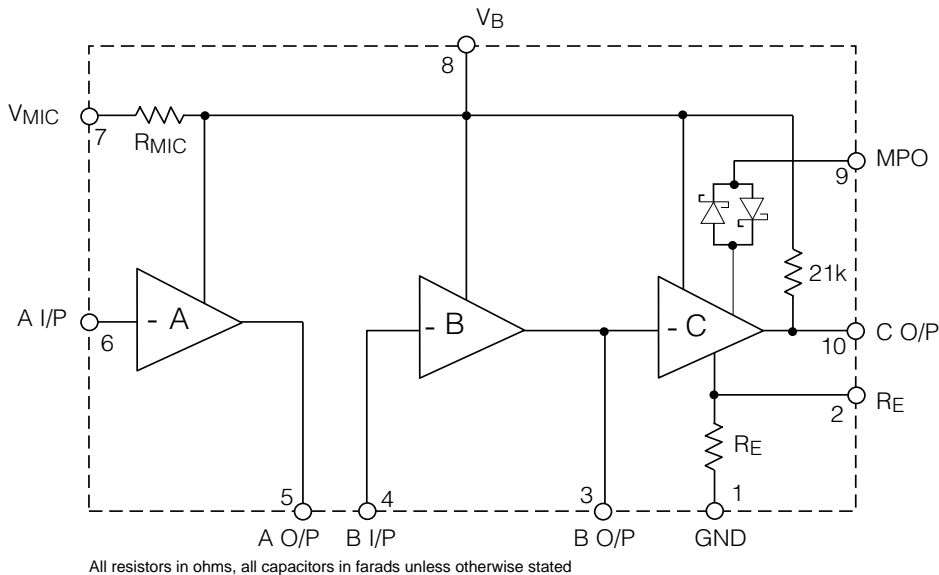 VB
8
VMIC
7
RMIC
MPO
9
21k
A I/P
6
- A
- B
- C
C O/P
10
RE
2
RE
5
4
3
1
A O/P
B I/P
B O/P
GND
All resistors in ohms, all capacitors in farads unless otherwise stated